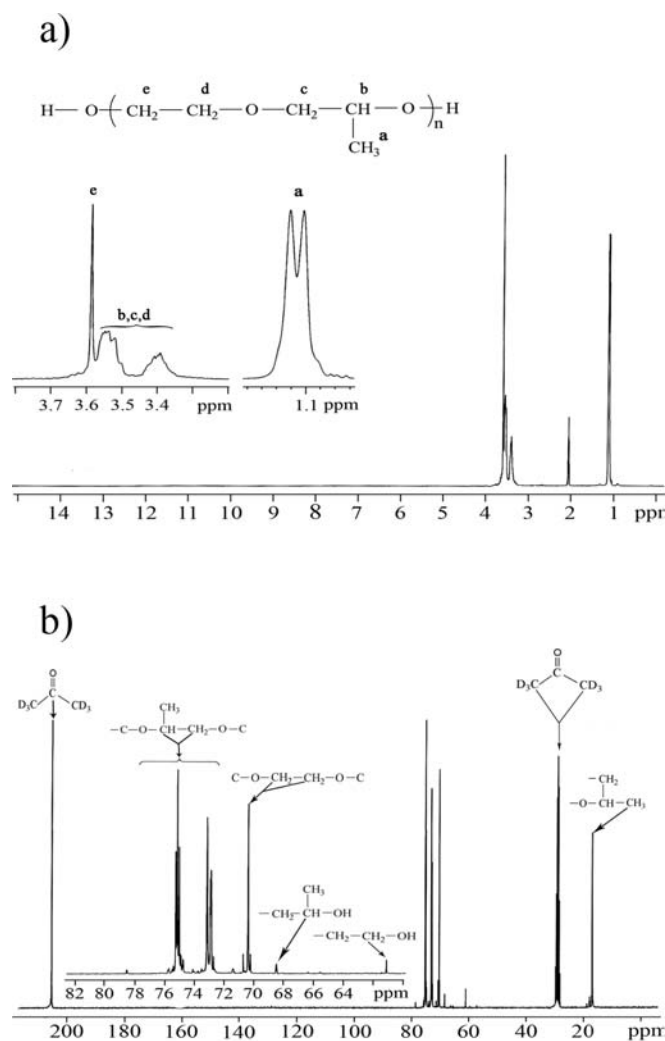 a)
e d c b
H—O—(CH₂—CH₂—O—CH₂—CH—O)ₙ—H
CH₃ a
e
a
b,c,d
3.7 3.6 3.5 3.4 ppm
1.1 ppm
14 13 12 11 10 9 8 7 6 5 4 3 2 1 ppm
b)
O
D₃C C CD₃
O
D₃C C CD₃
CH₃
—C—O—CH—CH₂—O—C
C—O—CH₂—CH₂—O—C
—CH₂
—O—CH—CH₃
CH₃
—CH₂—CH—OH
—CH₂—CH₂—OH
82 79 78 75 73 72 70 68 66 64 ppm
200 180 160 140 120 100 80 60 40 20 ppm